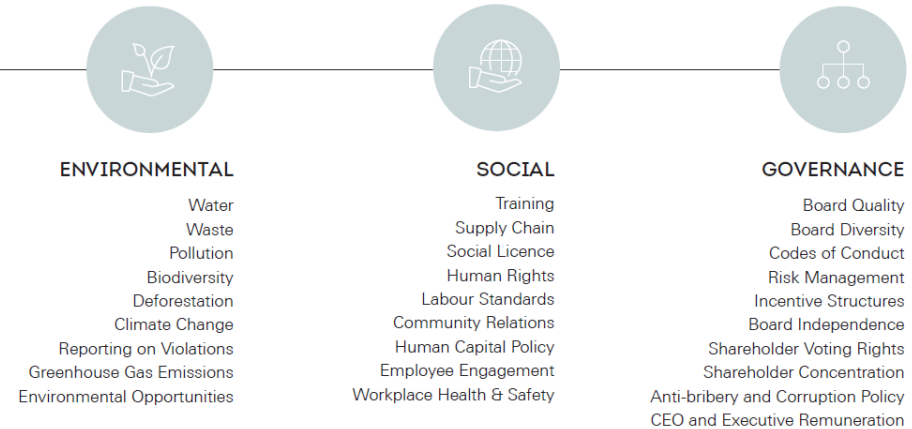 ENVIRONMENTAL
Water
Waste
Pollution
Biodiversity
Deforestation
Climate Change
Reporting on Violations
Greenhouse Gas Emissions
Environmental Opportunities
SOCIAL
Training
Supply Chain
Social Licence
Human Rights
Labour Standards
Community Relations
Human Capital Policy
Employee Engagement
Workplace Health & Safety
GOVERNANCE
Board Quality
Board Diversity
Codes of Conduct
Risk Management
Incentive Structures
Board Independence
Shareholder Voting Rights
Shareholder Concentration
Anti-bribery and Corruption Policy
CEO and Executive Remuneration